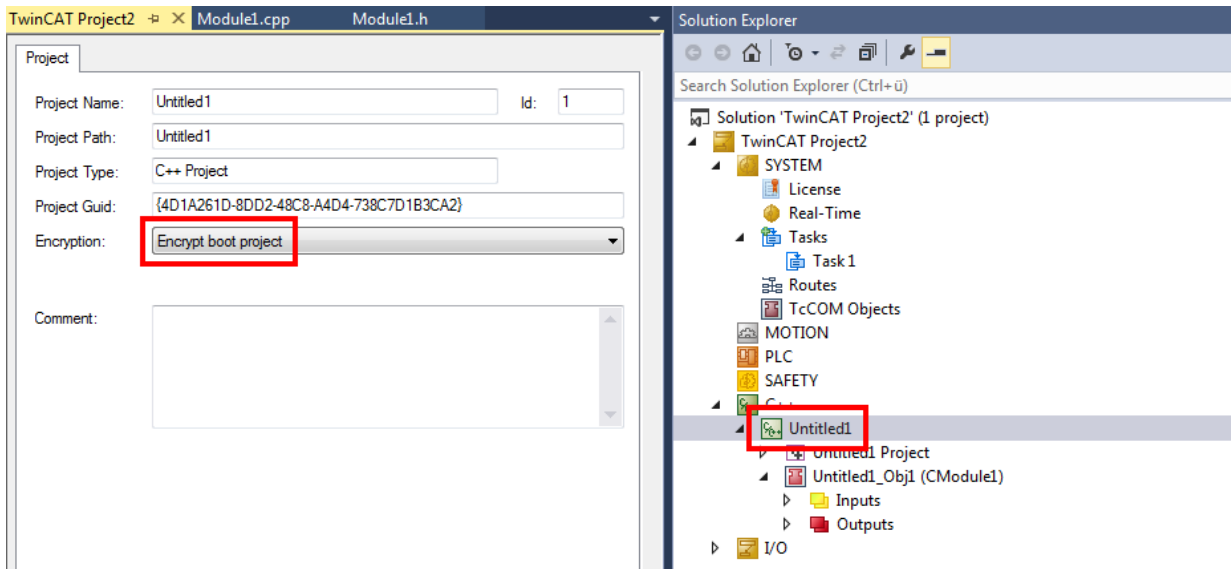 TwinCAT Project2 Module1.cpp Module1.h
Project
Project Name: Untitled1 Id: 1
Project Path: Untitled1
Project Type: C++ Project
Project Guid: {4D1A261D-8DD2-48C8-A4D4-738C7D1B3CA2}
Encryption: Encrypt boot project
Comment:
Solution Explorer
Search Solution Explorer (Ctrl+ü)
Solution 'TwinCAT Project2' (1 project)
TwinCAT Project2
SYSTEM
License
Real-Time
Tasks
Task 1
Routes
TcCOM Objects
MOTION
PLC
SAFETY
C++
Untitled1
Untitled1 Project
Untitled1_Obj1 (CModule1)
Inputs
Outputs
I/O